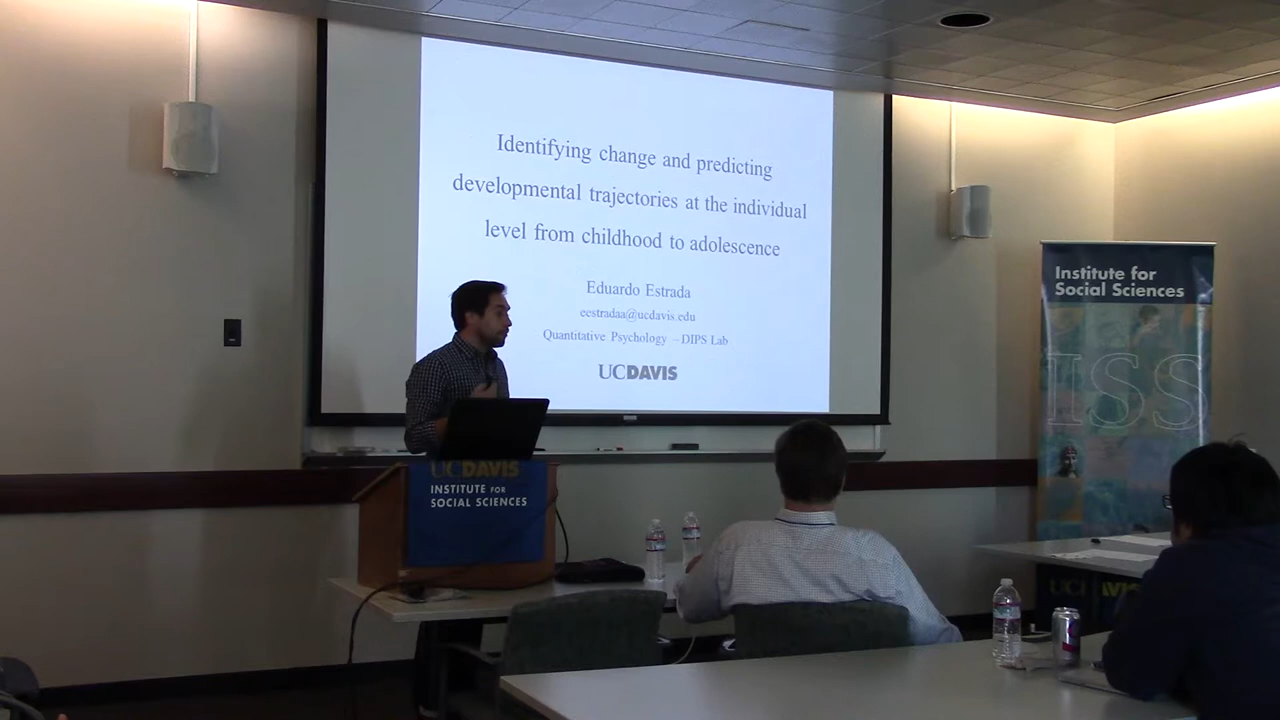 Identifying change and predicting
developmental trajectories at the individual
level from childhood to adolescence
Eduardo Estrada
eestradaa@ucdavis.edu
Quantitative Psychology – DIPS Lab
UCDAVIS
Institute for
Social Sciences
ISS
UCDAVIS
INSTITUTE FOR
SOCIAL SCIENCES